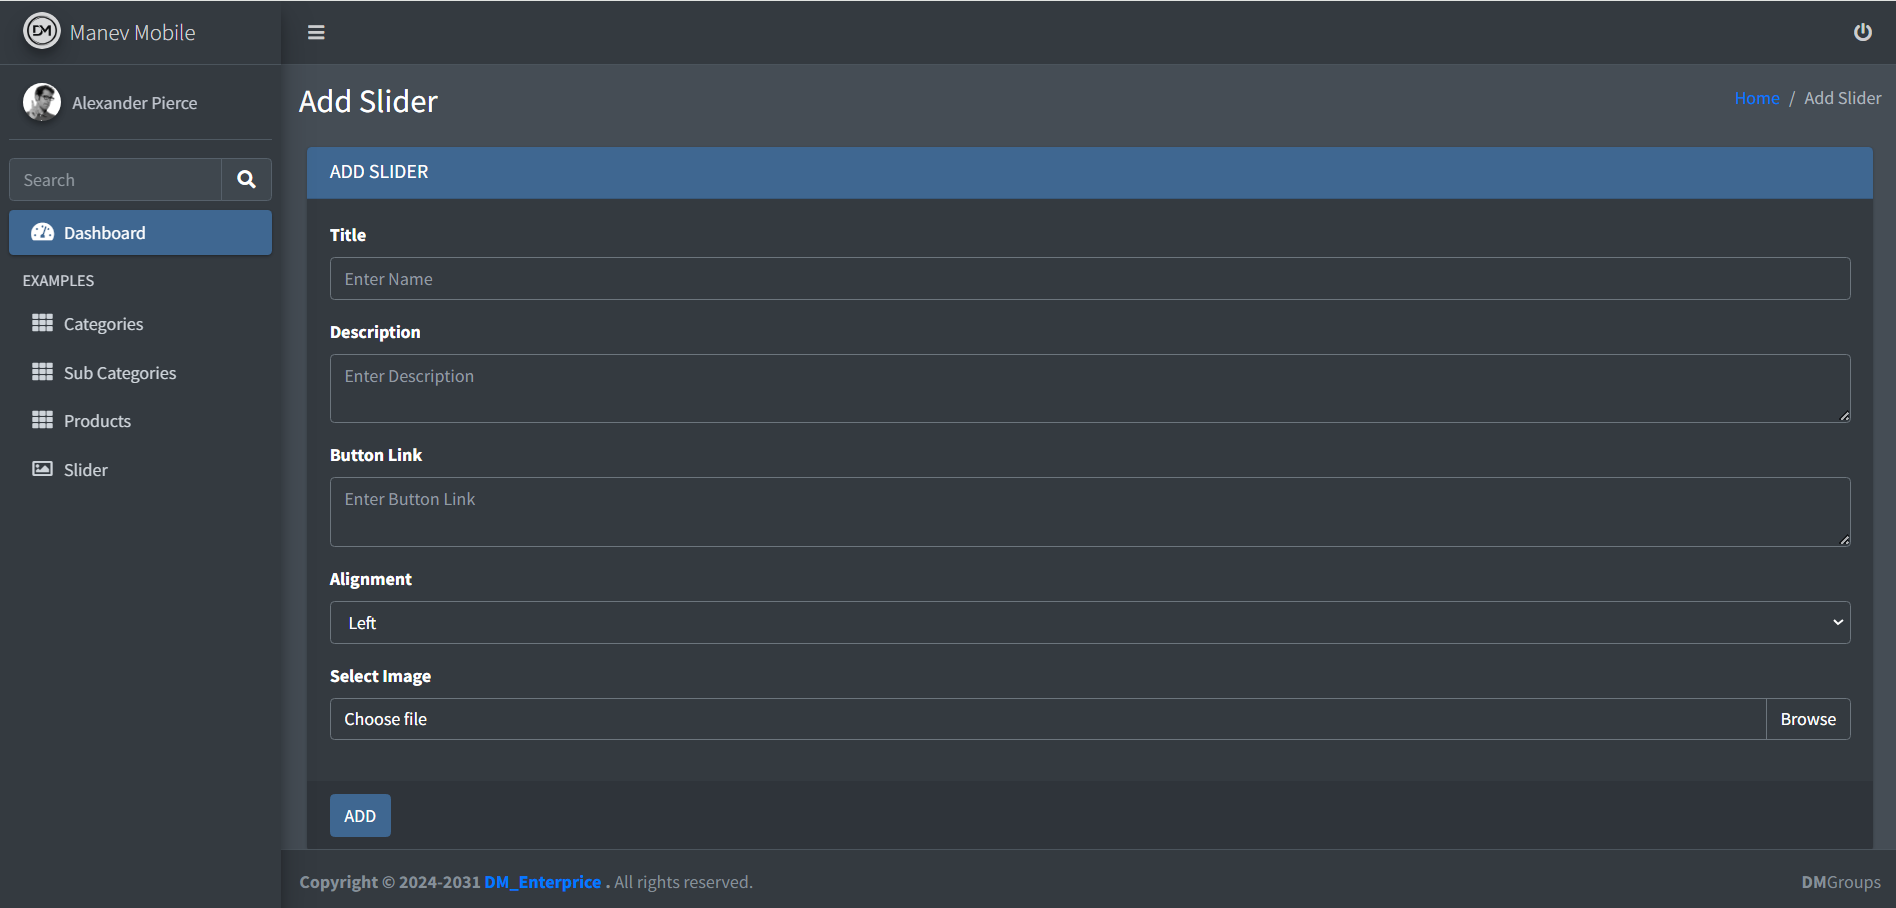 DM Manev Mobile
Alexander Pierce
Search
Dashboard
EXAMPLES
Categories
Sub Categories
Products
Slider
Add Slider
Home / Add Slider
ADD SLIDER
Title
Enter Name
Description
Enter Description
Button Link
Enter Button Link
Alignment
Left
Select Image
Choose file Browse
ADD
Copyright © 2024-2031 DM_Enterprice . All rights reserved.
DMGroups